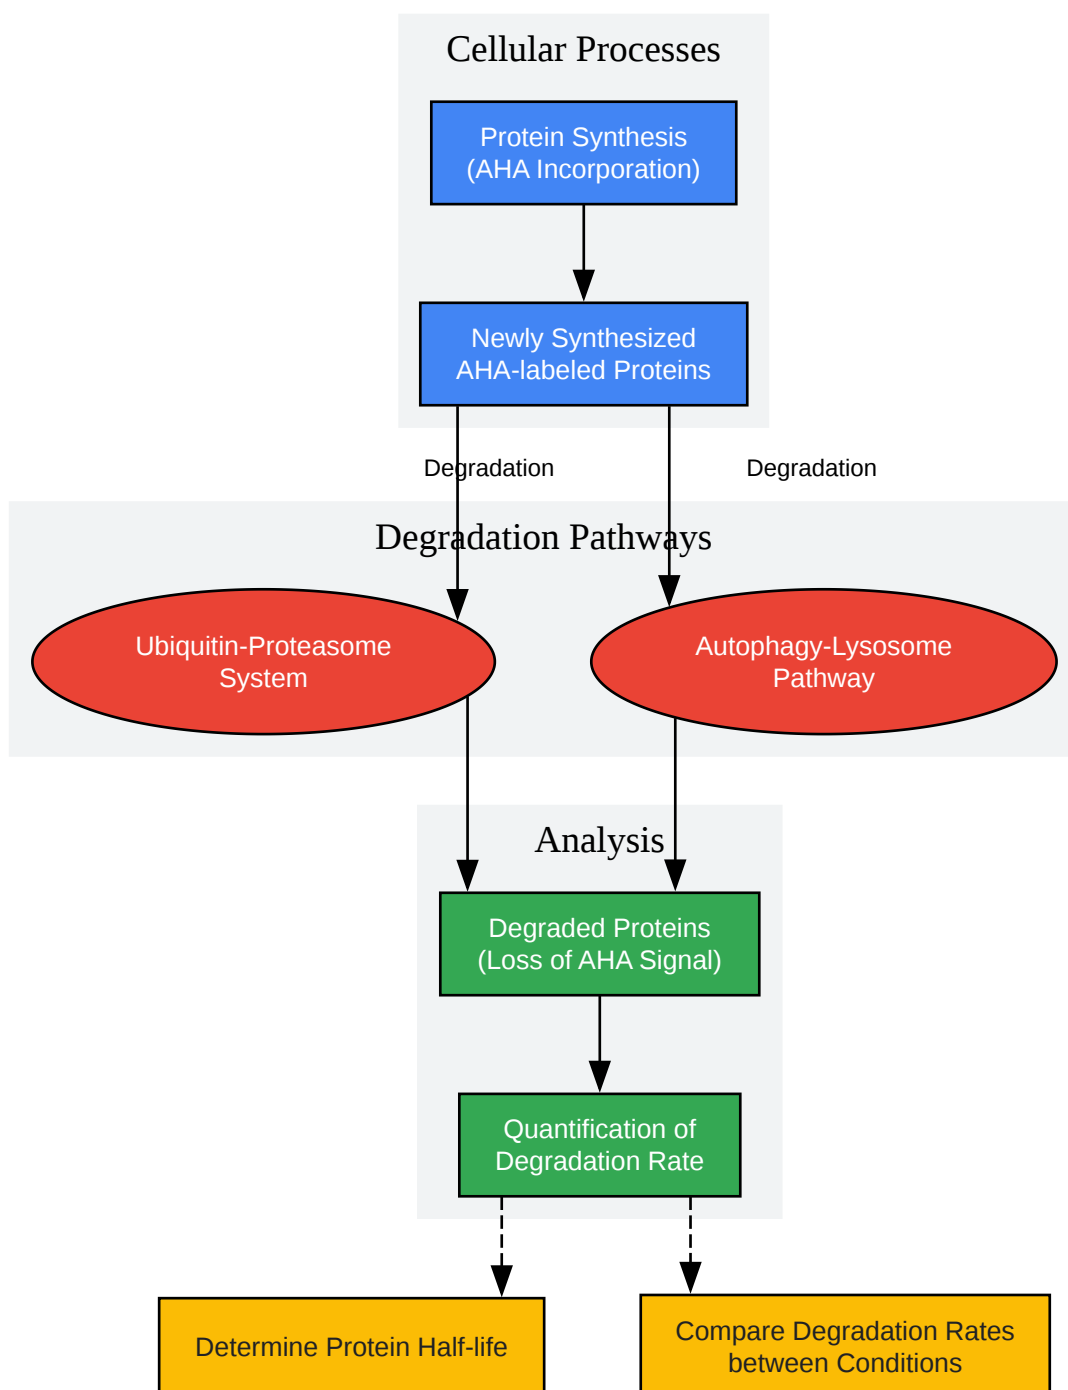 Cellular Processes
Protein Synthesis
(AHA Incorporation)
Newly Synthesized
AHA-labeled Proteins
Degradation
Degradation
Degradation Pathways
Ubiquitin-Proteasome
System
Autophagy-Lysosome
Pathway
Analysis
Degraded Proteins
(Loss of AHA Signal)
Quantification of
Degradation Rate
Determine Protein Half-life
Compare Degradation Rates
between Conditions